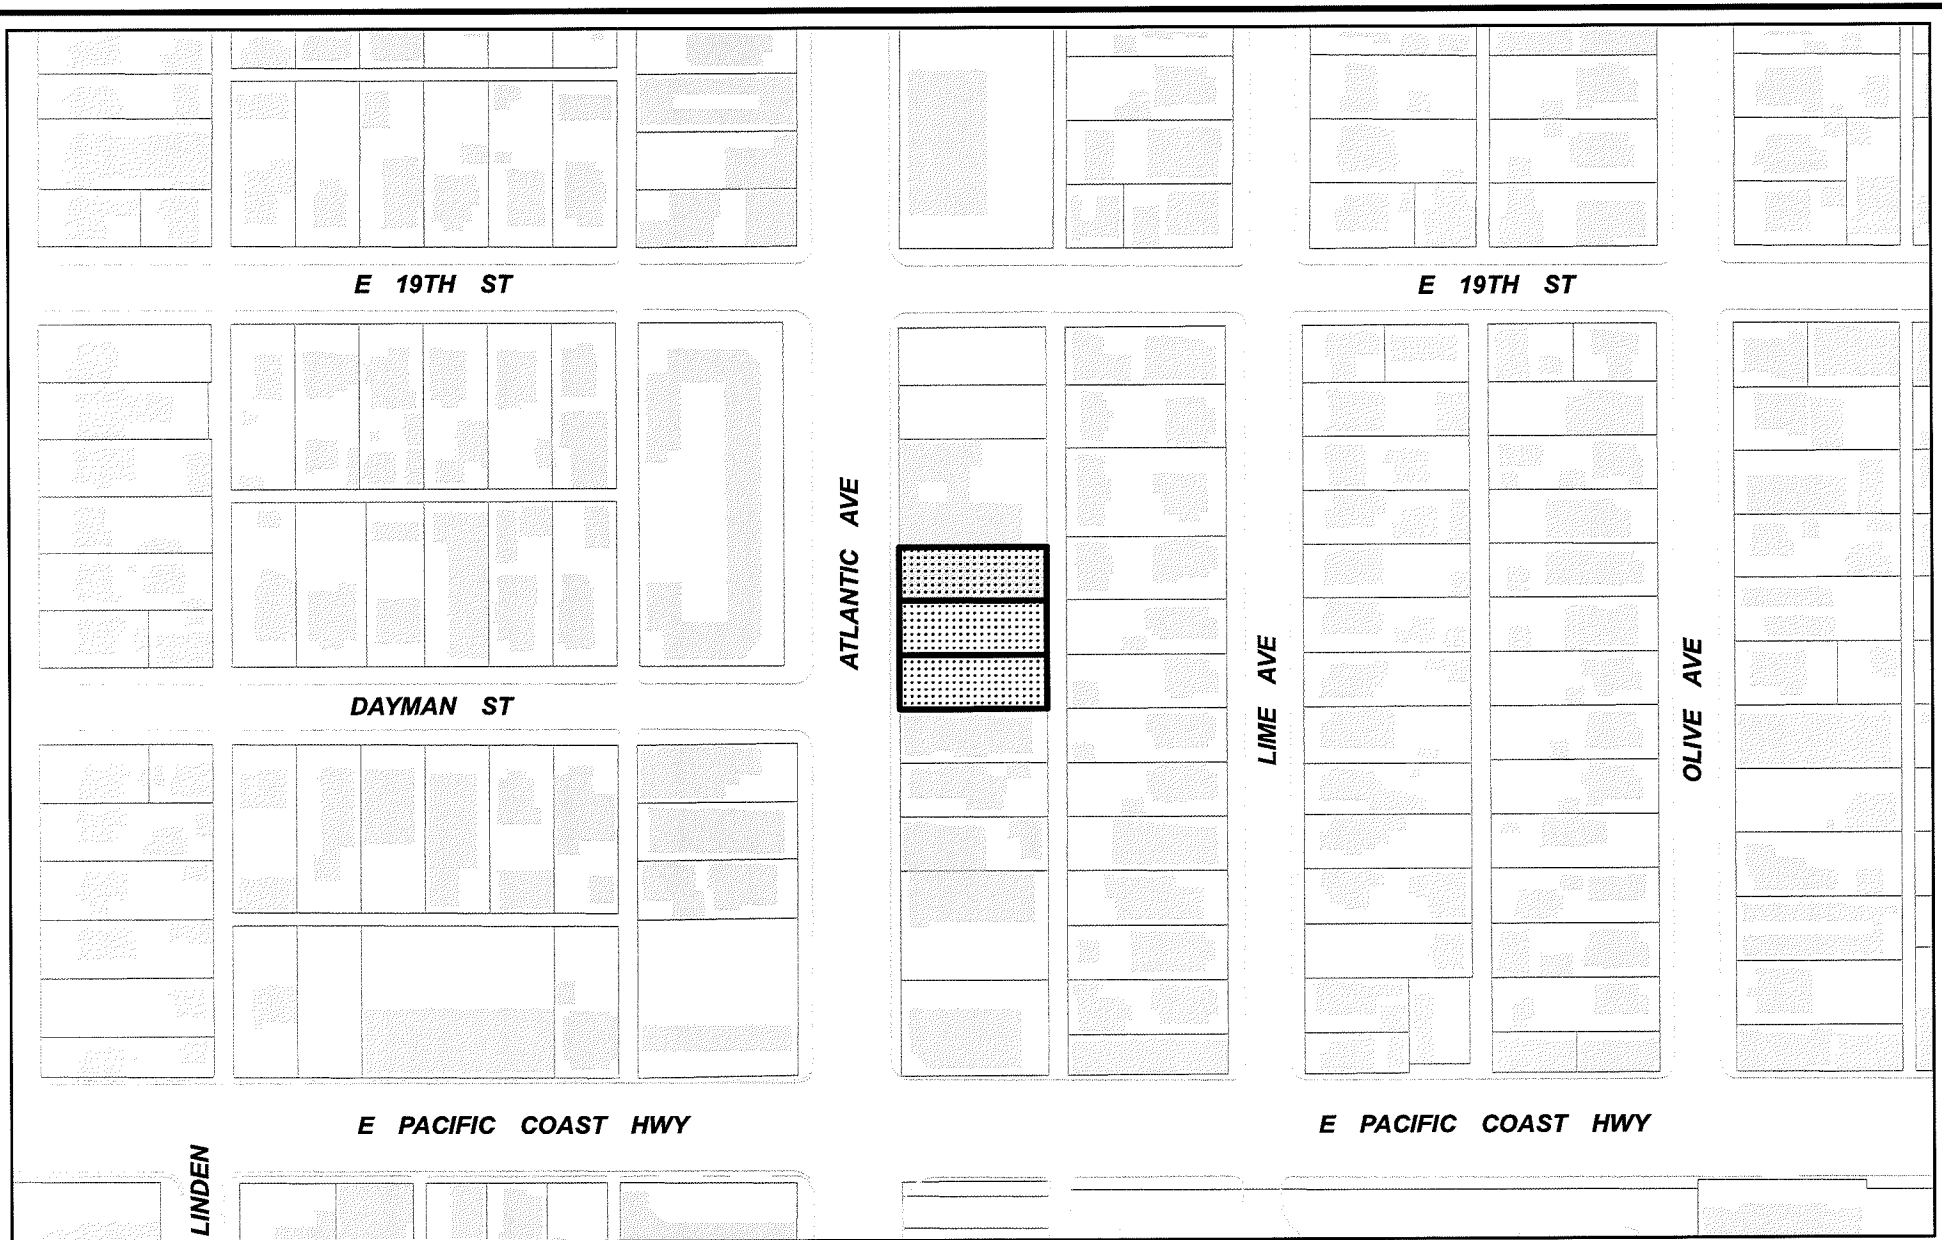 E 19TH ST
E 19TH ST
ATLANTIC AVE
LIME AVE
OLIVE AVE
DAYMAN ST
E PACIFIC COAST HWY
E PACIFIC COAST HWY
LINDEN